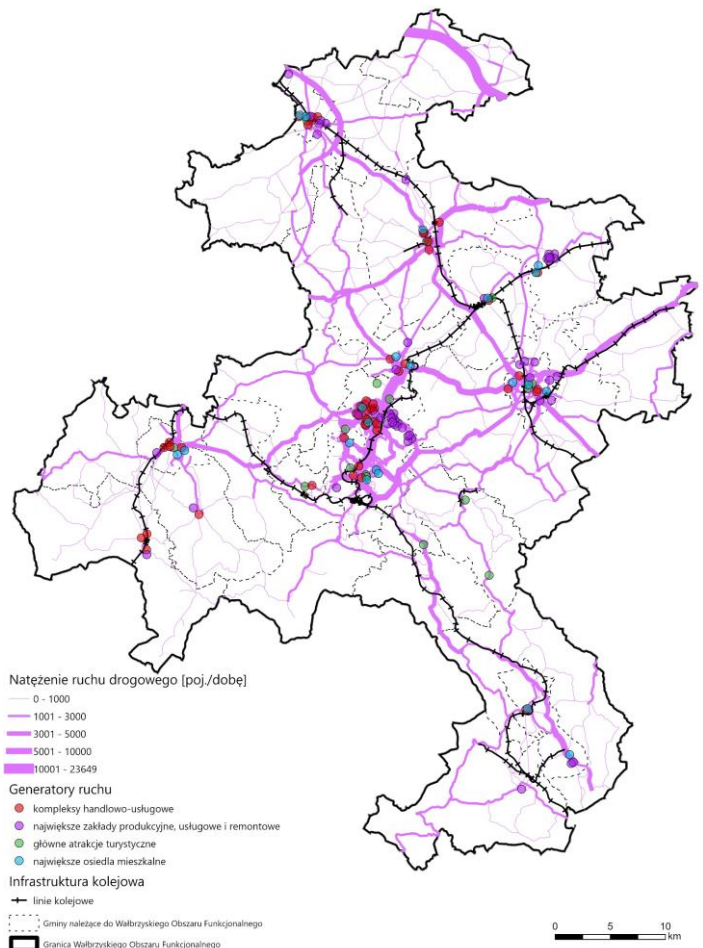 Natężenie ruchu drogowego [poj./dobę]
0 - 1000
1001 - 3000
3001 - 5000
5001 - 10000
10001 - 23649
Generatory ruchu
kompleksy handlowo-usługowe
największe zakłady produkcyjne, usługowe i remontowe
główne atrakcje turystyczne
największe osiedla mieszkalne
Infrastruktura kolejowa
linie kolejowe
Gminy należące do Wałbrzyskiego Obszaru Funkcjonalnego
Granica Wałbrzyskiego Obszaru Funkcjonalnego
0 5 10
km